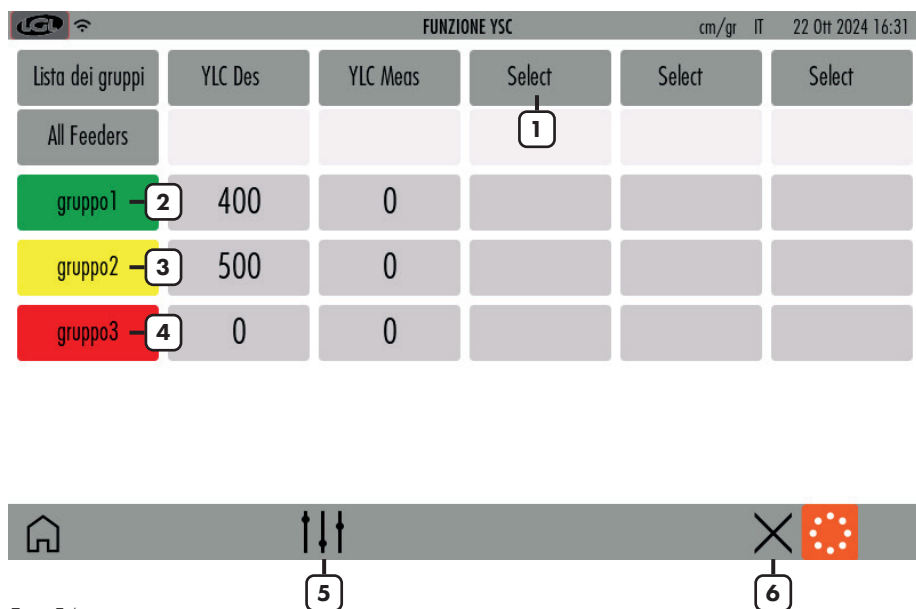 LGL FUNZIONE YSC cm/gr IT 22 Ott 2024 16:31
Lista dei gruppi YLC Des YLC Meas Select Select Select
All Feeders 1
gruppo1 2 400 0
gruppo2 3 500 0
gruppo3 4 0 0
5 6